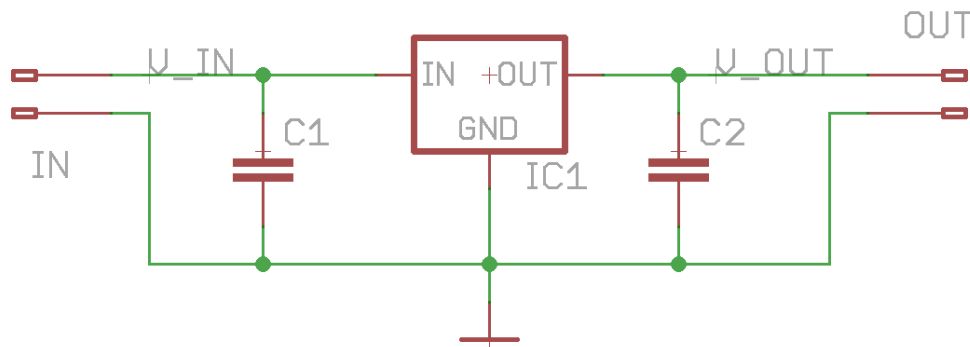 OUT
V_IN
IN
OUT
V_OUT
GND
C1
C2
IN
IC1